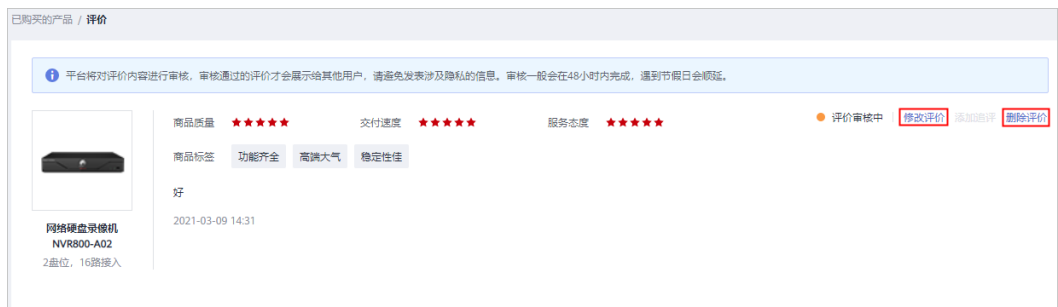 已购买的产品 / 评价
平台将对评价内容进行审核，审核通过的评价才会展示给其他用户，请避免发表涉及隐私的信息。审核一般会在48小时内完成，遇到节假日会顺延。
商品质量 ★★★★★ 交付速度 ★★★★★ 服务态度 ★★★★★ 评价审核中 修改评价 添加追评 删除评价
商品标签 功能齐全 高端大气 稳定性佳
好
2021-03-09 14:31
网络硬盘录像机
NVR800-A02
2盘位，16路接入